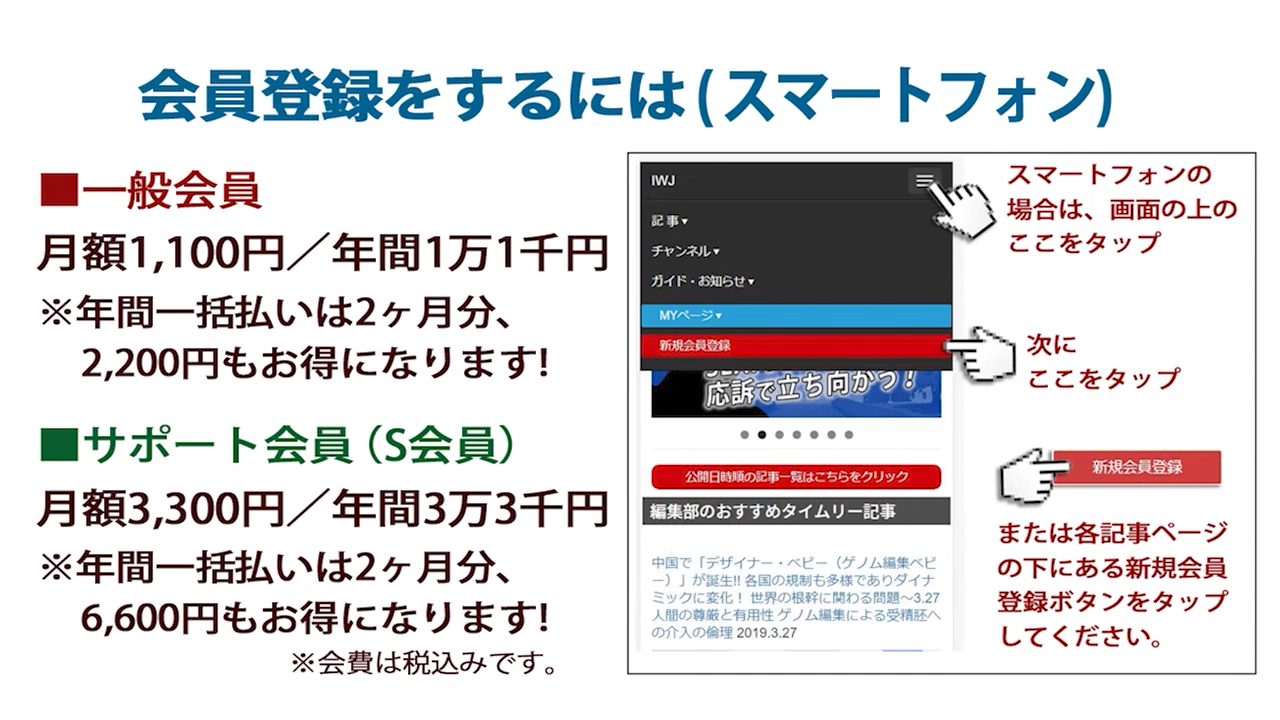 会員登録をするには(スマートフォン)
■一般会員
月額1,100円／年間1万1千円
※年間一括払いは2ヶ月分、
2,200円もお得になります!
■サポート会員（S会員）
月額3,300円／年間3万3千円
※年間一括払いは2ヶ月分、
6,600円もお得になります!
※会費は税込みです。
IWJ
記事▾
チャンネル▾
ガイド・お知らせ▾
MYページ▾
新規会員登録
応訴で立ち向かう！
公開日時順の記事一覧はこちらをクリック
編集部のおすすめタイムリー記事
中国で「デザイナー・ベビー（ゲノム編集ベビ
ー）」が誕生!! 各国の規制も多様でありダイナ
ミックに変化！ 世界の根幹に関わる問題〜3.27
人間の尊厳と有用性 ゲノム編集による受精胚へ
の介入の倫理 2019.3.27
スマートフォンの
場合は、画面の上の
ここをタップ
次に
ここをタップ
新規会員登録
または各記事ページ
の下にある新規会員
登録ボタンをタップ
してください。